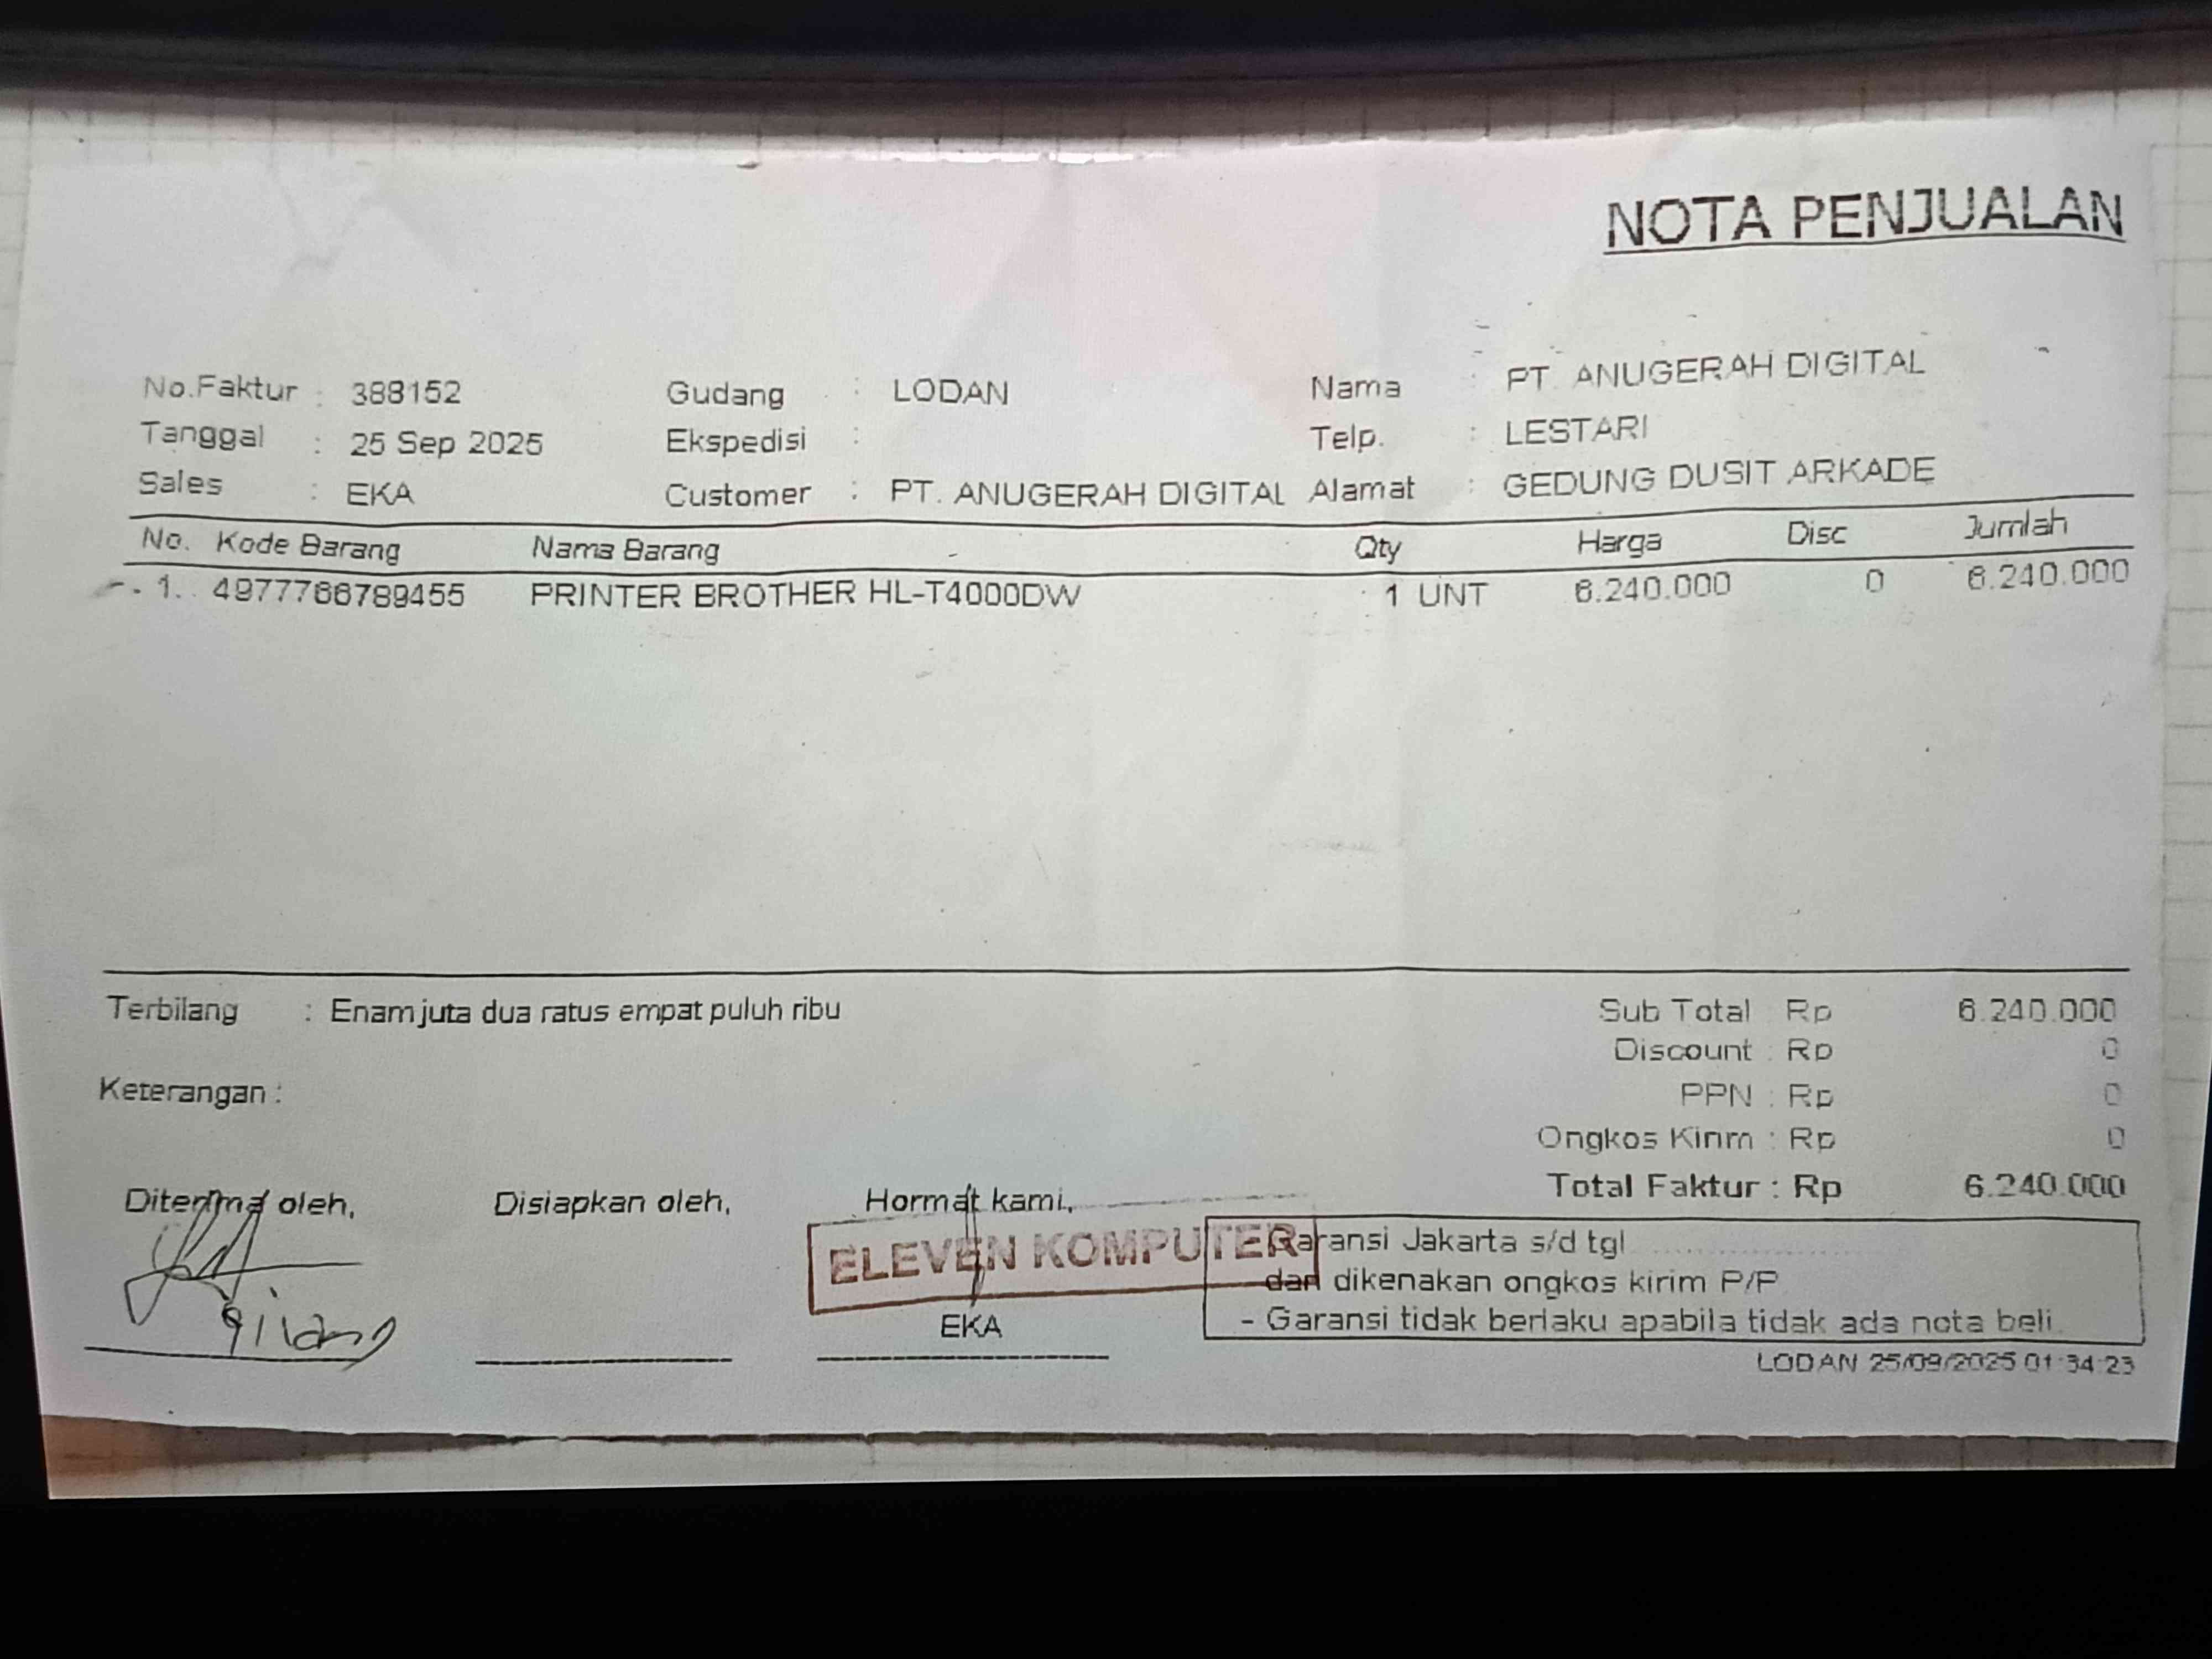 NOTA PENJUALAN
No.Faktur : 388152 Gudang : LODAN Nama : PT. ANUGERAH DIGITAL
Tanggal : 25 Sep 2025 Ekspedisi : Telp. : LESTARI
Sales : EKA Customer : PT. ANUGERAH DIGITAL Alamat : GEDUNG DUSIT ARKADE
No. Kode Barang Nama Barang Qty Harga Disc Jumlah
1. 4977766789455 PRINTER BROTHER HL-T4000DW 1 UNT 6.240.000 0 6.240.000
Terbilang : Enam juta dua ratus empat puluh ribu Sub Total : Rp 6.240.000
Discount : Rp 0
Keterangan : PPN : Rp 0
Ongkos Kirim : Rp 0
Total Faktur : Rp 6.240.000
Diterima oleh, Disiapkan oleh, Hormat kami,
ELEVEN KOMPUTER
Garansi Jakarta s/d tgl ....................
dan dikenakan ongkos kirim P/P
- Garansi tidak berlaku apabila tidak ada nota beli.
EKA
LODAN 25/09/2025 01:34:23